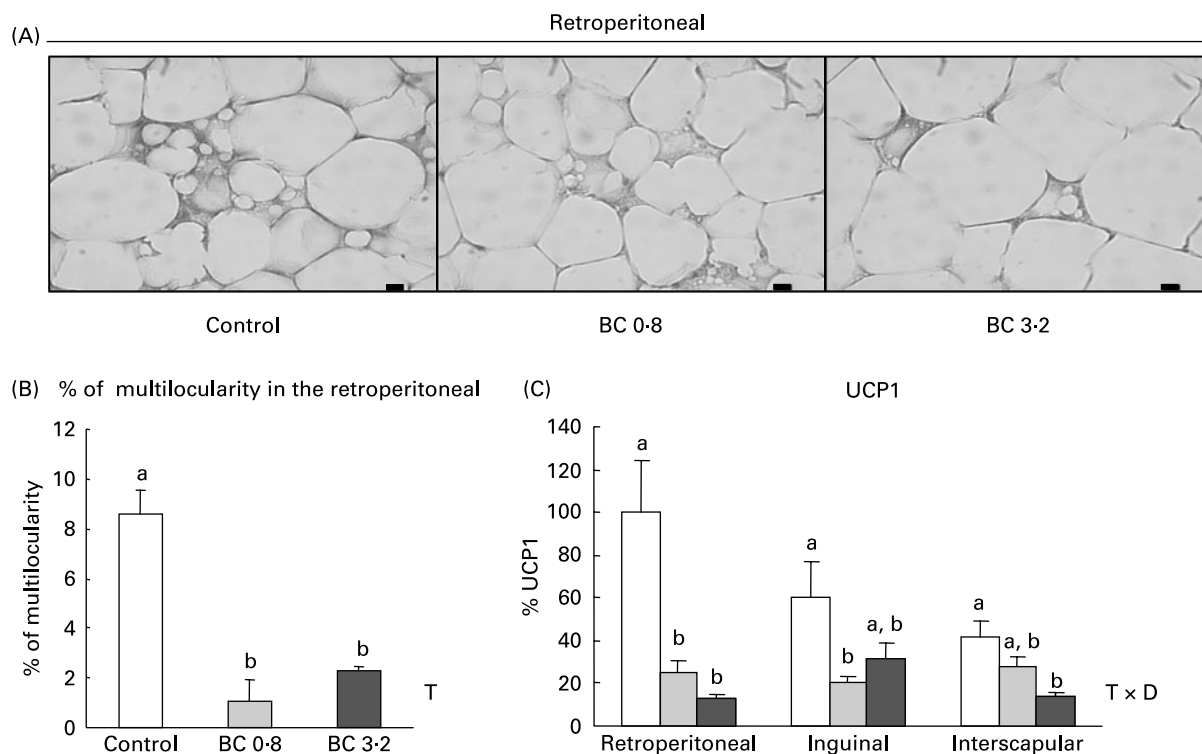 Retroperitoneal
(A)
Control BC 0·8 BC 3·2
(B) % of multilocularity in the retroperitoneal
12
10
8
6
4
2
0
% of multilocularity
a
b
b
T
Control BC 0·8 BC 3·2
(C) UCP1
140
120
100
80
60
40
20
0
% UCP1
a
b
b
a
b
a, b
a
a, b
b
T × D
Retroperitoneal Inguinal Interscapular